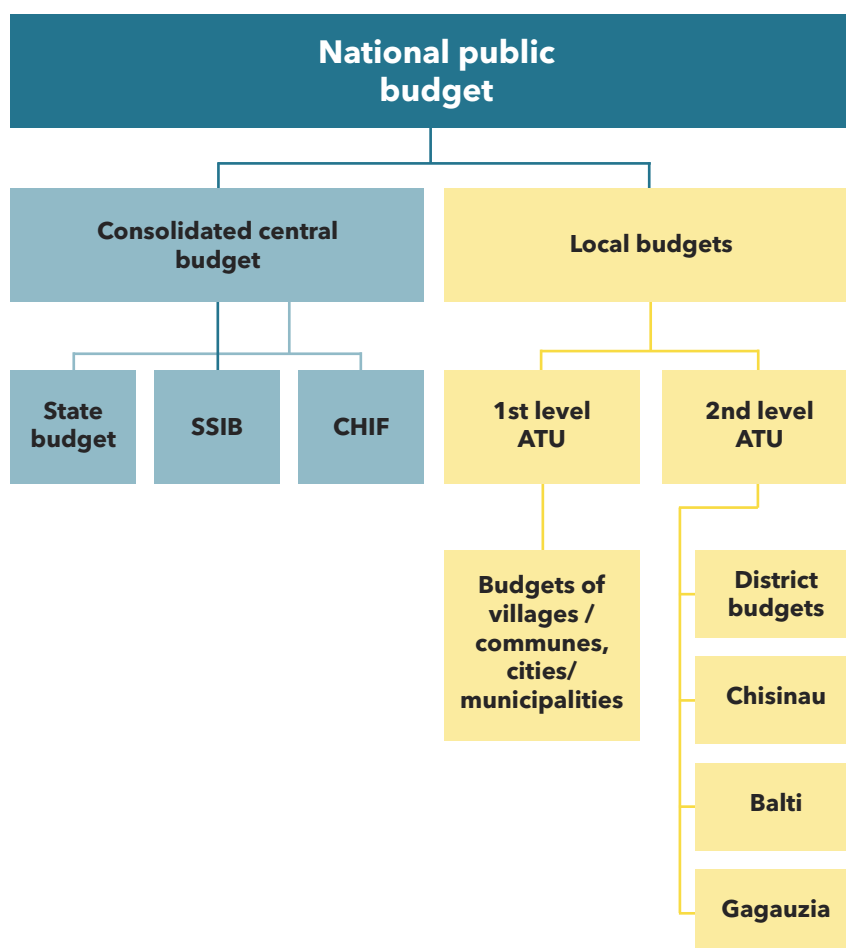 National public
budget
Consolidated central
budget
Local budgets
State
budget
SSIB
CHIF
1st level
ATU
2nd level
ATU
Budgets of
villages /
communes,
cities/
municipalities
District
budgets
Chisinau
Balti
Gagauzia